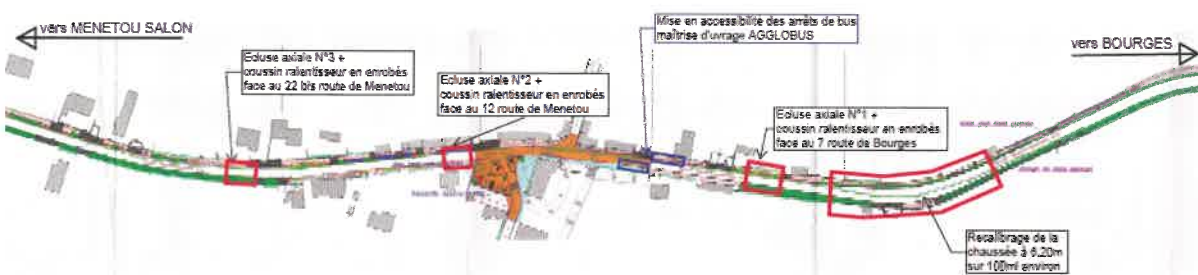 vers MENETOU SALON
Mise en accessibilité des arrêts de bus
maîtrise d'uvrage AGGLOBUS
vers BOURGES
Ecluse axiale N°3 +
coussin ralentisseur en enrobés
face au 22 bis route de Menetou
Ecluse axiale N°2 +
coussin ralentisseur en enrobés
face au 12 route de Menetou
Ecluse axiale N°1 +
coussin ralentisseur en enrobés
face au 7 route de Bourges
Recalibrage de la
chaussée à 6,20m
sur 100ml environ